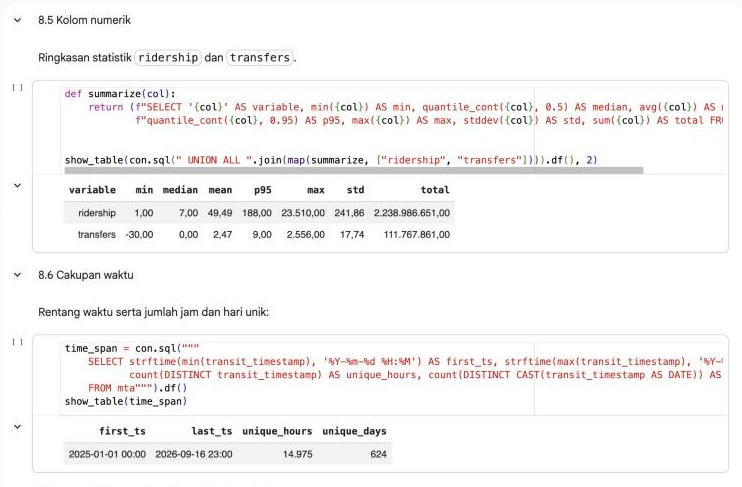 8.5 Kolom numerik
Ringkasan statistik ridership dan transfers.
[ ]
def summarize(col):
return (f"SELECT '{col}' AS variable, min({col}) AS min, quantile_cont({col}, 0.5) AS median, avg({col}) AS
f"quantile_cont({col}, 0.95) AS p95, max({col}) AS max, stddev({col}) AS std, sum({col}) AS total
show_table(con.sql(" UNION ALL ".join(map(summarize, ["ridership", "transfers"]))).df(), 2)
variable min median mean p95 max std total
ridership 1,00 7,00 49,49 188,00 23.510,00 241,86 2.238.986.651,00
transfers -30,00 0,00 2,47 9,00 2.556,00 17,74 111.767.861,00
8.6 Cakupan waktu
Rentang waktu serta jumlah jam dan hari unik:
[ ]
time_span = con.sql("""
SELECT strftime(min(transit_timestamp), '%Y-%m-%d %H:%M') AS first_ts, strftime(max(transit_timestamp), '%Y-
count(DISTINCT transit_timestamp) AS unique_hours, count(DISTINCT CAST(transit_timestamp AS DATE)) AS
FROM mta""").df()
show_table(time_span)
first_ts last_ts unique_hours unique_days
2025-01-01 00:00 2026-09-16 23:00 14.975 624